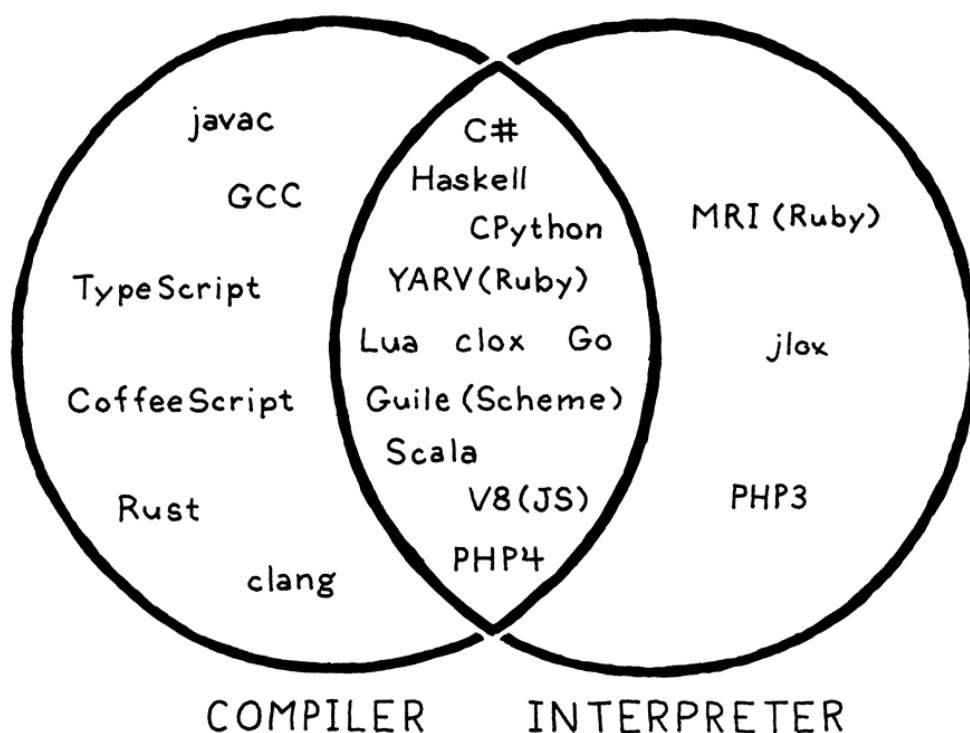 javac
GCC
TypeScript
CoffeeScript
Rust
clang
C#
Haskell
CPython
YARV (Ruby)
Lua clox Go
Guile (Scheme)
Scala
V8 (JS)
PHP4
MRI (Ruby)
jlox
PHP3
COMPILER INTERPRETER